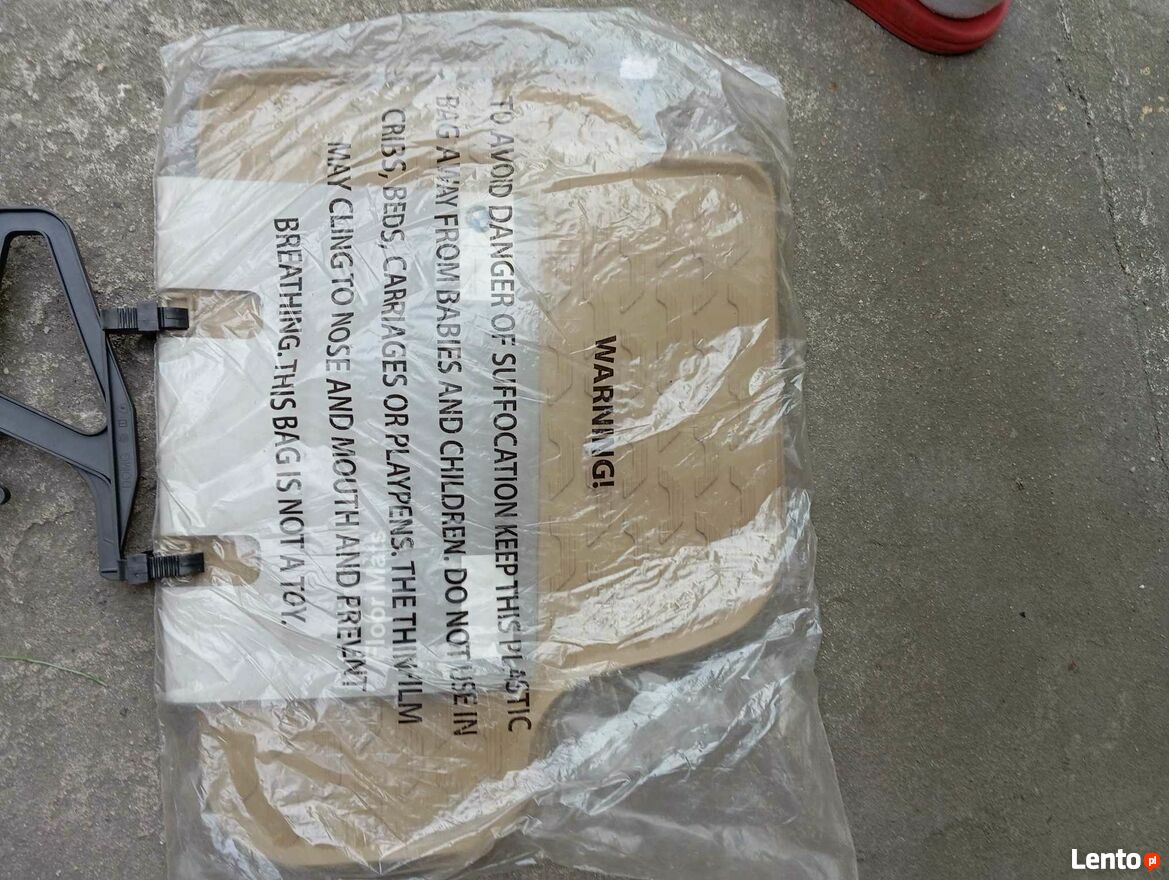 WARNING!
TO AVOID DANGER OF SUFFOCATION KEEP THIS PLASTIC
BAG AWAY FROM BABIES AND CHILDREN. DO NOT USE IN
CRIBS, BEDS, CARRIAGES OR PLAYPENS. THE THIN FILM
MAY CLING TO NOSE AND MOUTH AND PREVENT
BREATHING. THIS BAG IS NOT A TOY.
Floor Mats
Lento.pl